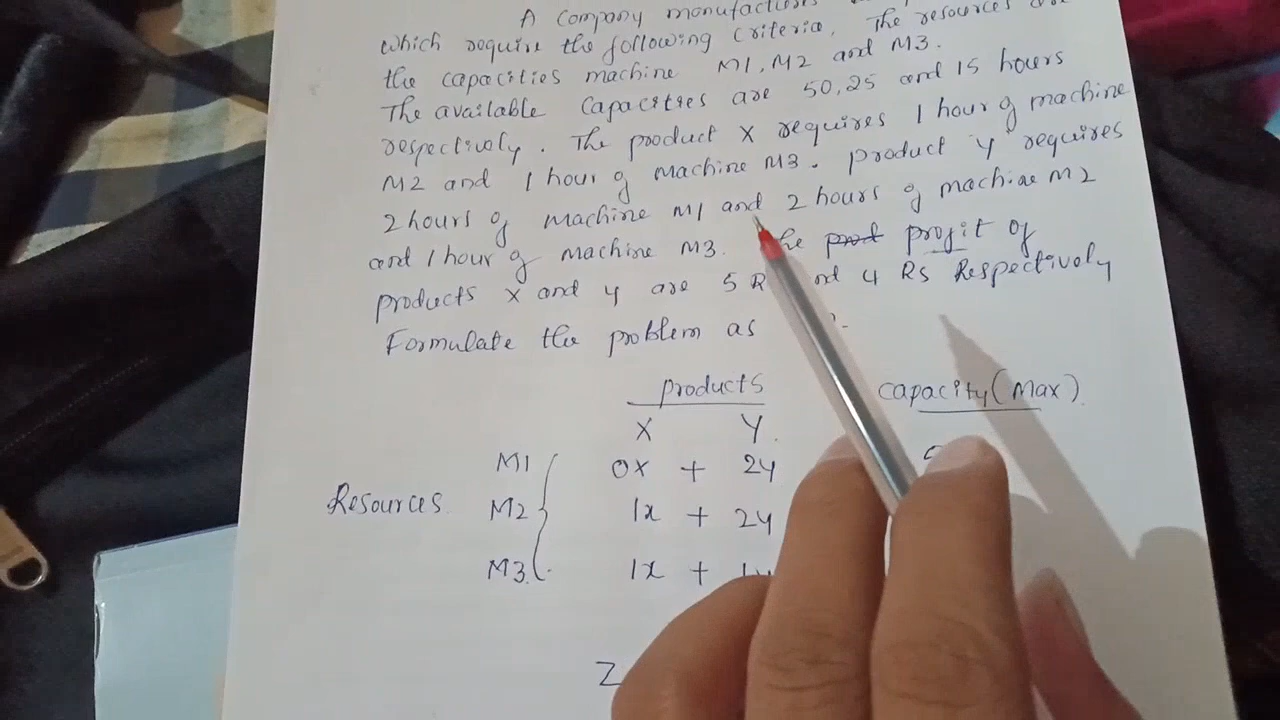 A company manufactures
which require the following criteria. The resources are
the capacities machine M1, M2 and M3.
The available capacities are 50, 25 and 15 hours
respectively. The product X requires 1 hour of machine
M2 and 1 hour of machine M3. product Y requires
2 hours of machine M1 and 2 hours of machine M2
and 1 hour of machine M3. The profit of
products X and Y are 5 R and 4 Rs Respectively
Formulate the problem as
products capacity (Max)
X Y
M1 0x + 2y
Resources M2 1x + 2y
M3 1x + 1y
Z